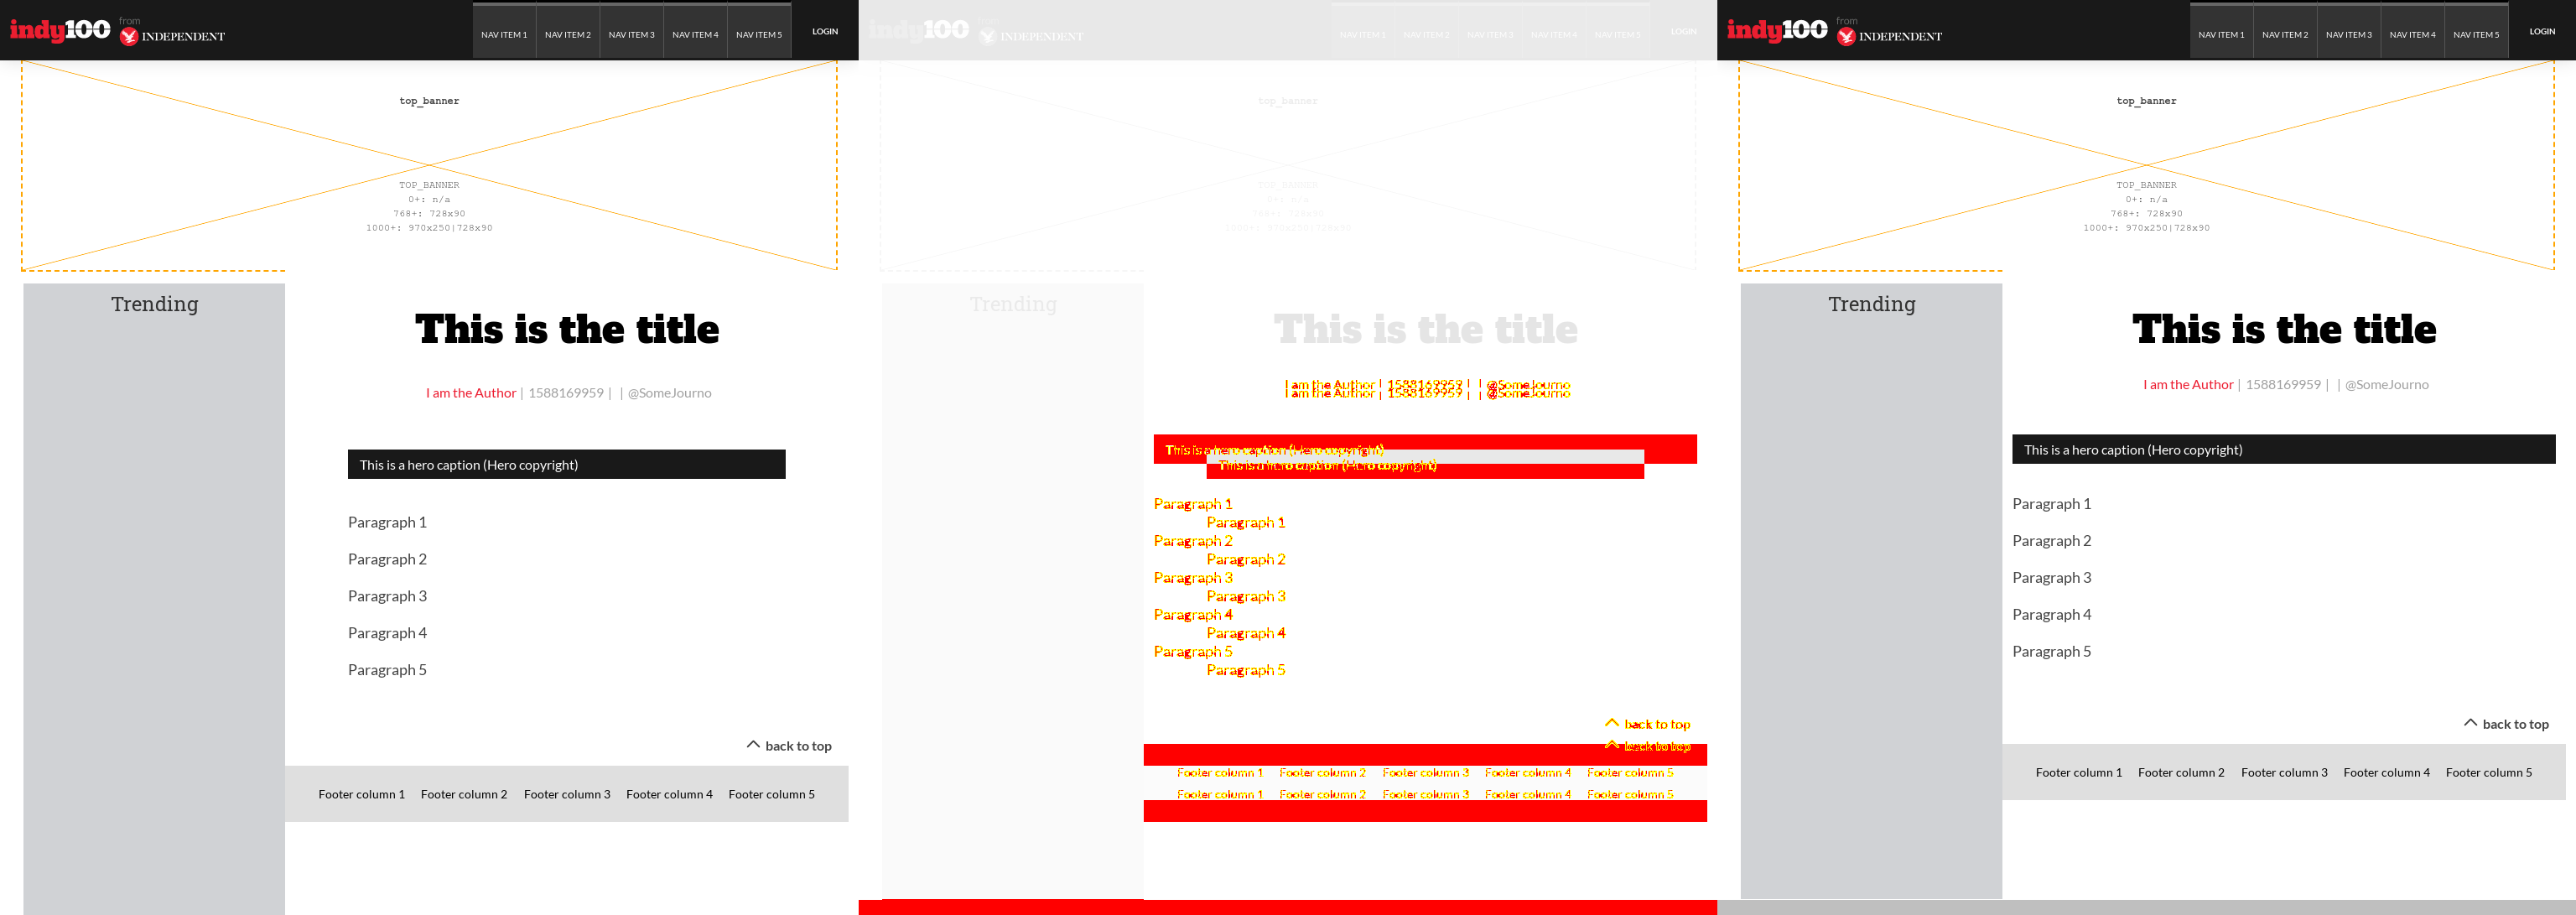 indy100 from INDEPENDENT
NAV ITEM 1 NAV ITEM 2 NAV ITEM 3 NAV ITEM 4 NAV ITEM 5 LOGIN
top_banner
TOP_BANNER
0+: n/a
768+: 728x90
1000+: 970x250|728x90
Trending
This is the title
I am the Author | 1588169959 | | @SomeJourno
This is a hero caption (Hero copyright)
Paragraph 1
Paragraph 2
Paragraph 3
Paragraph 4
Paragraph 5
back to top
Footer column 1 Footer column 2 Footer column 3 Footer column 4 Footer column 5
indy100 from INDEPENDENT
NAV ITEM 1 NAV ITEM 2 NAV ITEM 3 NAV ITEM 4 NAV ITEM 5 LOGIN
top_banner
TOP_BANNER
0+: n/a
768+: 728x90
1000+: 970x250|728x90
Trending
This is the title
I am the Author | 1588169959 | | @SomeJourno
I am the Author | 1588169959 | | @SomeJourno
This is a hero caption (Hero copyright)
This is a hero caption (Hero copyright)
Paragraph 1
Paragraph 1
Paragraph 2
Paragraph 2
Paragraph 3
Paragraph 3
Paragraph 4
Paragraph 4
Paragraph 5
Paragraph 5
back to top
back to top
Footer column 1 Footer column 2 Footer column 3 Footer column 4 Footer column 5
Footer column 1 Footer column 2 Footer column 3 Footer column 4 Footer column 5
indy100 from INDEPENDENT
NAV ITEM 1 NAV ITEM 2 NAV ITEM 3 NAV ITEM 4 NAV ITEM 5 LOGIN
top_banner
TOP_BANNER
0+: n/a
768+: 728x90
1000+: 970x250|728x90
Trending
This is the title
I am the Author | 1588169959 | | @SomeJourno
This is a hero caption (Hero copyright)
Paragraph 1
Paragraph 2
Paragraph 3
Paragraph 4
Paragraph 5
back to top
Footer column 1 Footer column 2 Footer column 3 Footer column 4 Footer column 5